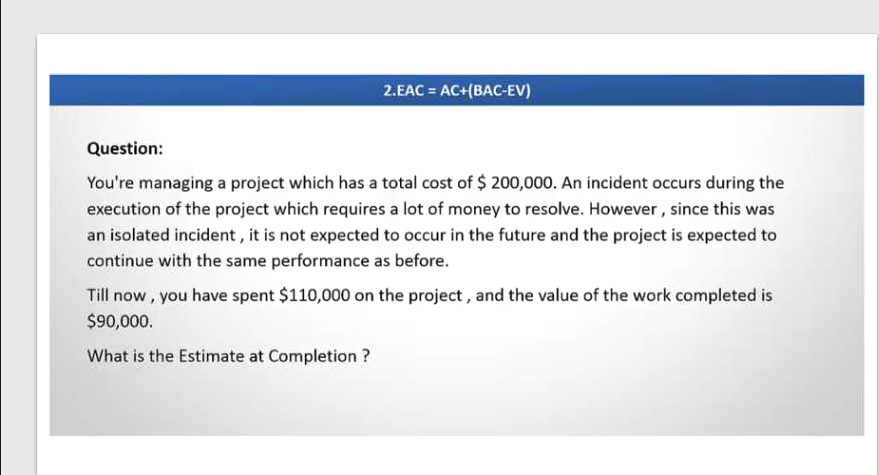 2.EAC = AC+(BAC-EV)
Question:
You're managing a project which has a total cost of $ 200,000. An incident occurs during the
execution of the project which requires a lot of money to resolve. However , since this was
an isolated incident , it is not expected to occur in the future and the project is expected to
continue with the same performance as before.
Till now , you have spent $110,000 on the project , and the value of the work completed is
$90,000.
What is the Estimate at Completion ?